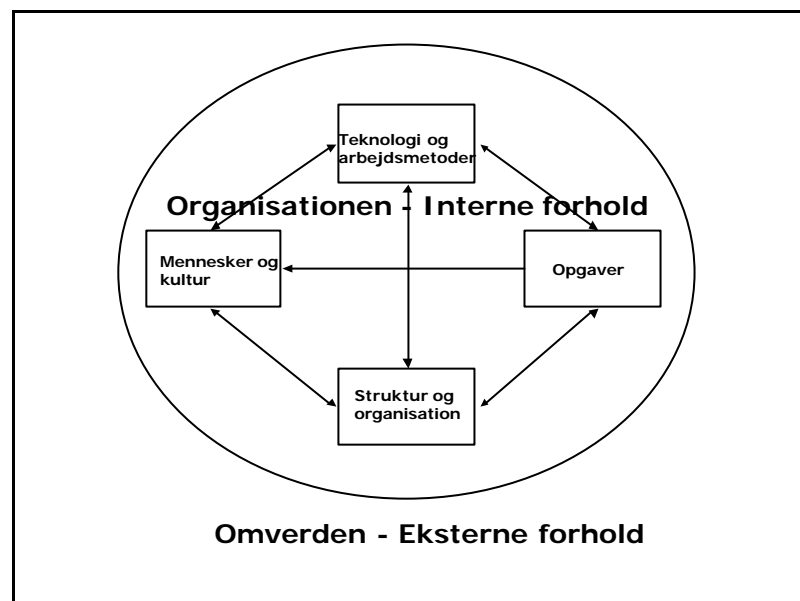 Teknologi og
arbejdsmetoder
Organisationen - Interne forhold
Mennesker og
kultur
Opgaver
Struktur og
organisation
Omverden - Eksterne forhold